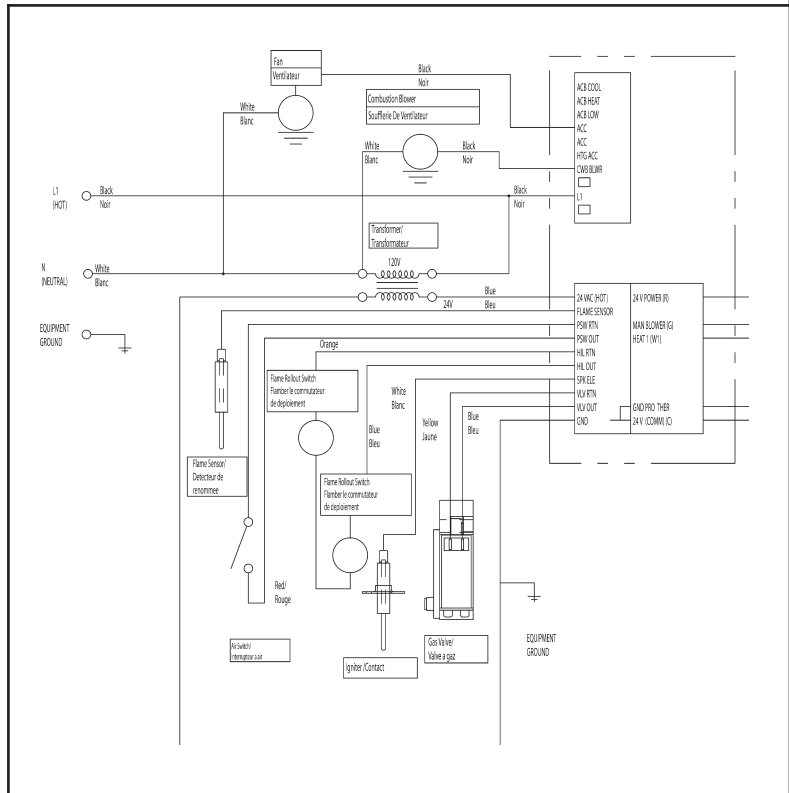 Fan
Ventilateur
Black
Noir
White
Blanc
Combustion Blower
Soufflerie De Ventilateur
White
Blanc
Black
Noir
ACB COOL
ACB HEAT
ACB LOW
ACC
ACC
HTG ACC
CWB BLWR
L1
L1
(HOT)
Black
Noir
Black
Noir
Transformer/
Transformateur
120V
N
(NEUTRAL)
White
Blanc
24V
Blue
Bleu
EQUIPMENT
GROUND
24 VAC (HOT)
FLAME SENSOR
PSW RTN
PSW OUT
HIL RTN
HIL OUT
SPK ELE
VLV RTN
VLV OUT
GND
24 V POWER (R)
MAN BLOWER (G)
HEAT 1 (W1)
GND PRO THER
24 V (COMM) (C)
Orange
Flame Rollout Switch
Flamber le commutateur
de deploiement
White
Blanc
Blue
Bleu
Yellow
Jaune
Blue
Bleu
Flame Sensor/
Detecteur de
renommee
Flame Rollout Switch
Flamber le commutateur
de deploiement
Red/
Rouge
Air Switch/
Interrupteur a air
Igniter /Contact
Gas Valve/
Valve a gaz
EQUIPMENT
GROUND